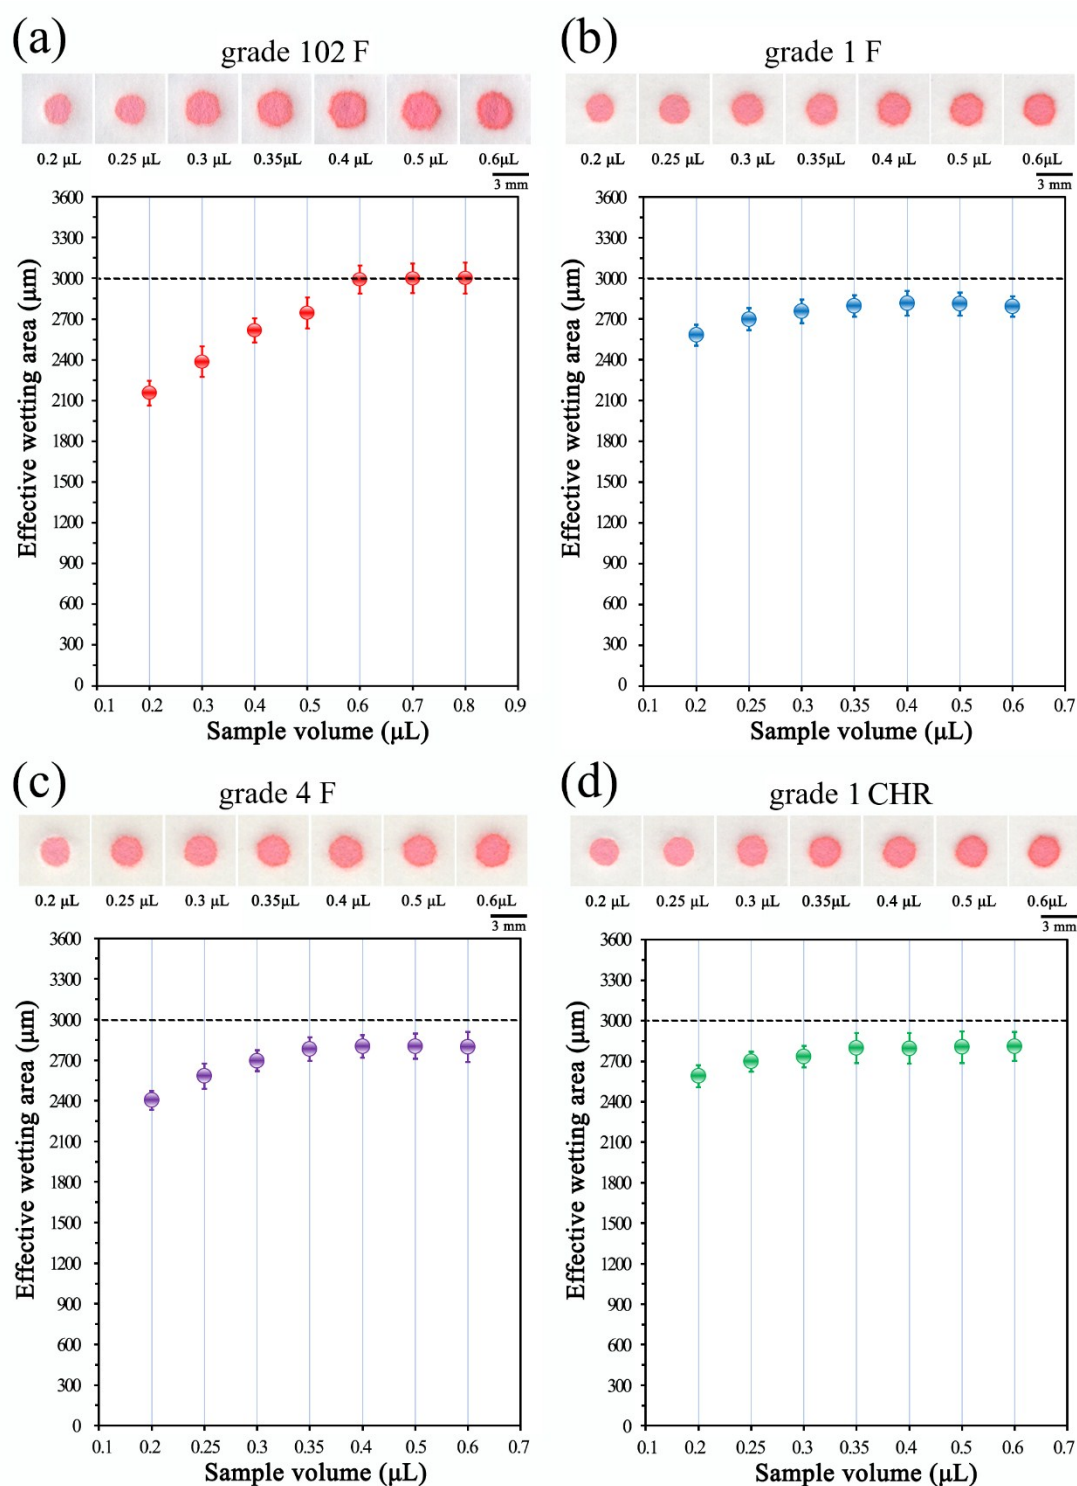 (a)
grade 102 F
0.2 μL 0.25 μL 0.3 μL 0.35μL 0.4 μL 0.5 μL 0.6μL
3 mm
Effective wetting area (μm)
3600
3300
3000
2700
2400
2100
1800
1500
1200
900
600
300
0
0.1 0.2 0.3 0.4 0.5 0.6 0.7 0.8 0.9
Sample volume (μL)
(b)
grade 1 F
0.2 μL 0.25 μL 0.3 μL 0.35μL 0.4 μL 0.5 μL 0.6μL
3 mm
Effective wetting area (μm)
3600
3300
3000
2700
2400
2100
1800
1500
1200
900
600
300
0
0.1 0.2 0.25 0.3 0.35 0.4 0.5 0.6 0.7
Sample volume (μL)
(c)
grade 4 F
0.2 μL 0.25 μL 0.3 μL 0.35μL 0.4 μL 0.5 μL 0.6μL
3 mm
Effective wetting area (μm)
3600
3300
3000
2700
2400
2100
1800
1500
1200
900
600
300
0
0.1 0.2 0.25 0.3 0.35 0.4 0.5 0.6 0.7
Sample volume (μL)
(d)
grade 1 CHR
0.2 μL 0.25 μL 0.3 μL 0.35μL 0.4 μL 0.5 μL 0.6μL
3 mm
Effective wetting area (μm)
3600
3300
3000
2700
2400
2100
1800
1500
1200
900
600
300
0
0.1 0.2 0.25 0.3 0.35 0.4 0.5 0.6 0.7
Sample volume (μL)